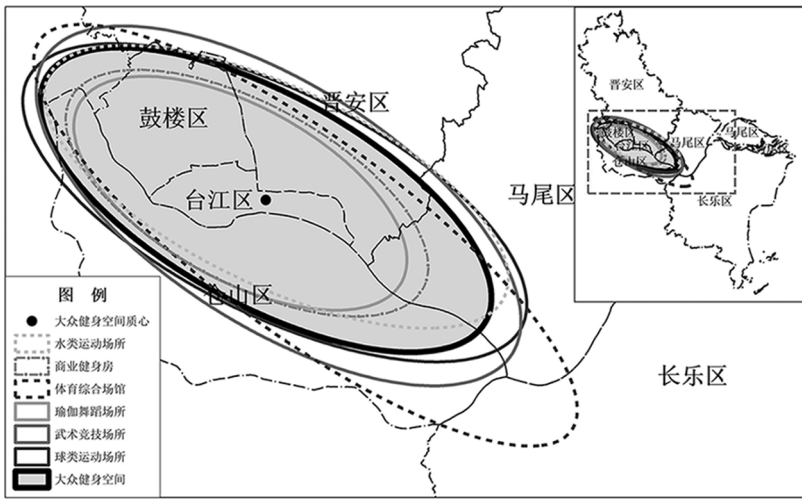 晋安区
鼓楼区
台江区
马尾区
仓山区
长乐区
晋安区
鼓楼区
马尾区
马尾区
台江区
仓山区
长乐区
图 例
大众健身空间质心
水类运动场所
商业健身房
体育综合场馆
瑜伽舞蹈场所
武术竞技场所
球类运动场所
大众健身空间